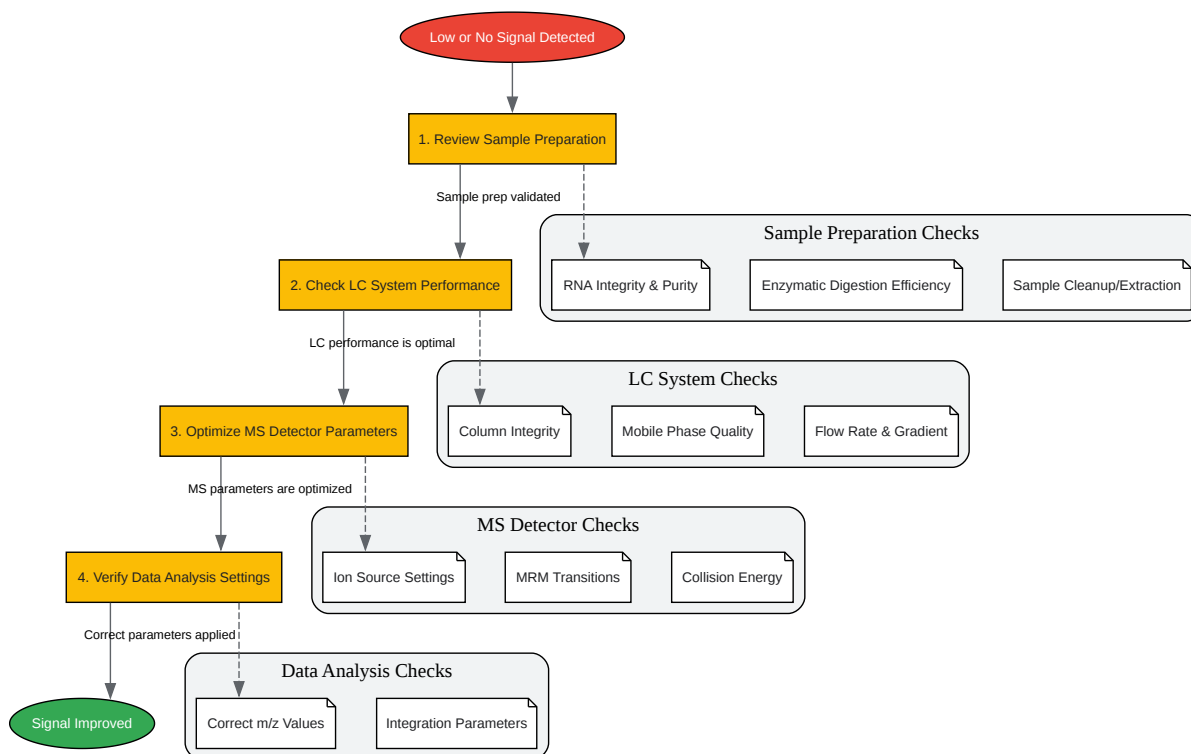 Low or No Signal Detected
1. Review Sample Preparation
Sample prep validated
Sample Preparation Checks
2. Check LC System Performance
RNA Integrity & Purity
Enzymatic Digestion Efficiency
Sample Cleanup/Extraction
LC performance is optimal
LC System Checks
3. Optimize MS Detector Parameters
Column Integrity
Mobile Phase Quality
Flow Rate & Gradient
MS parameters are optimized
MS Detector Checks
4. Verify Data Analysis Settings
Ion Source Settings
MRM Transitions
Collision Energy
Correct parameters applied
Data Analysis Checks
Signal Improved
Correct m/z Values
Integration Parameters